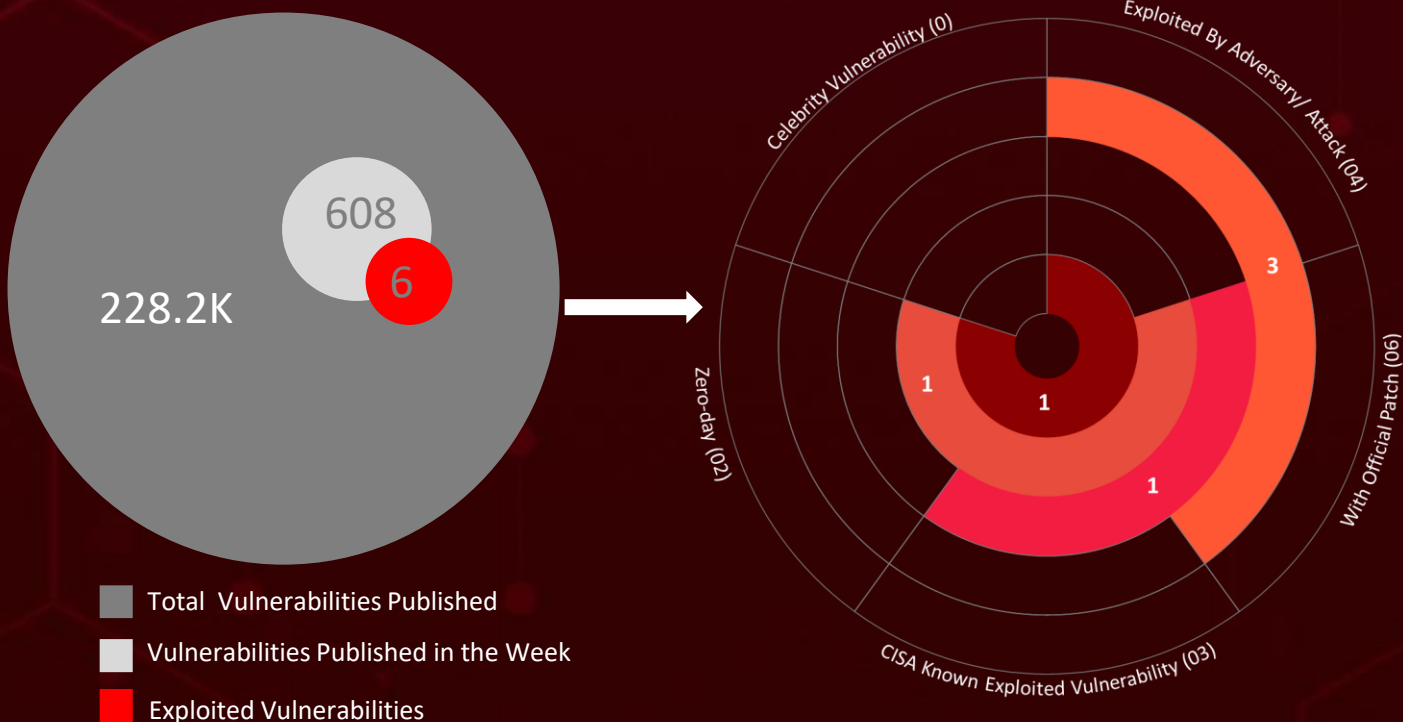 228.2K
608
6
Total Vulnerabilities Published
Vulnerabilities Published in the Week
Exploited Vulnerabilities
Celebrity Vulnerability (0)
Exploited By Adversary/ Attack (04)
With Official Patch (06)
CISA Known Exploited Vulnerability (03)
Zero-day (02)
3
1
1
1